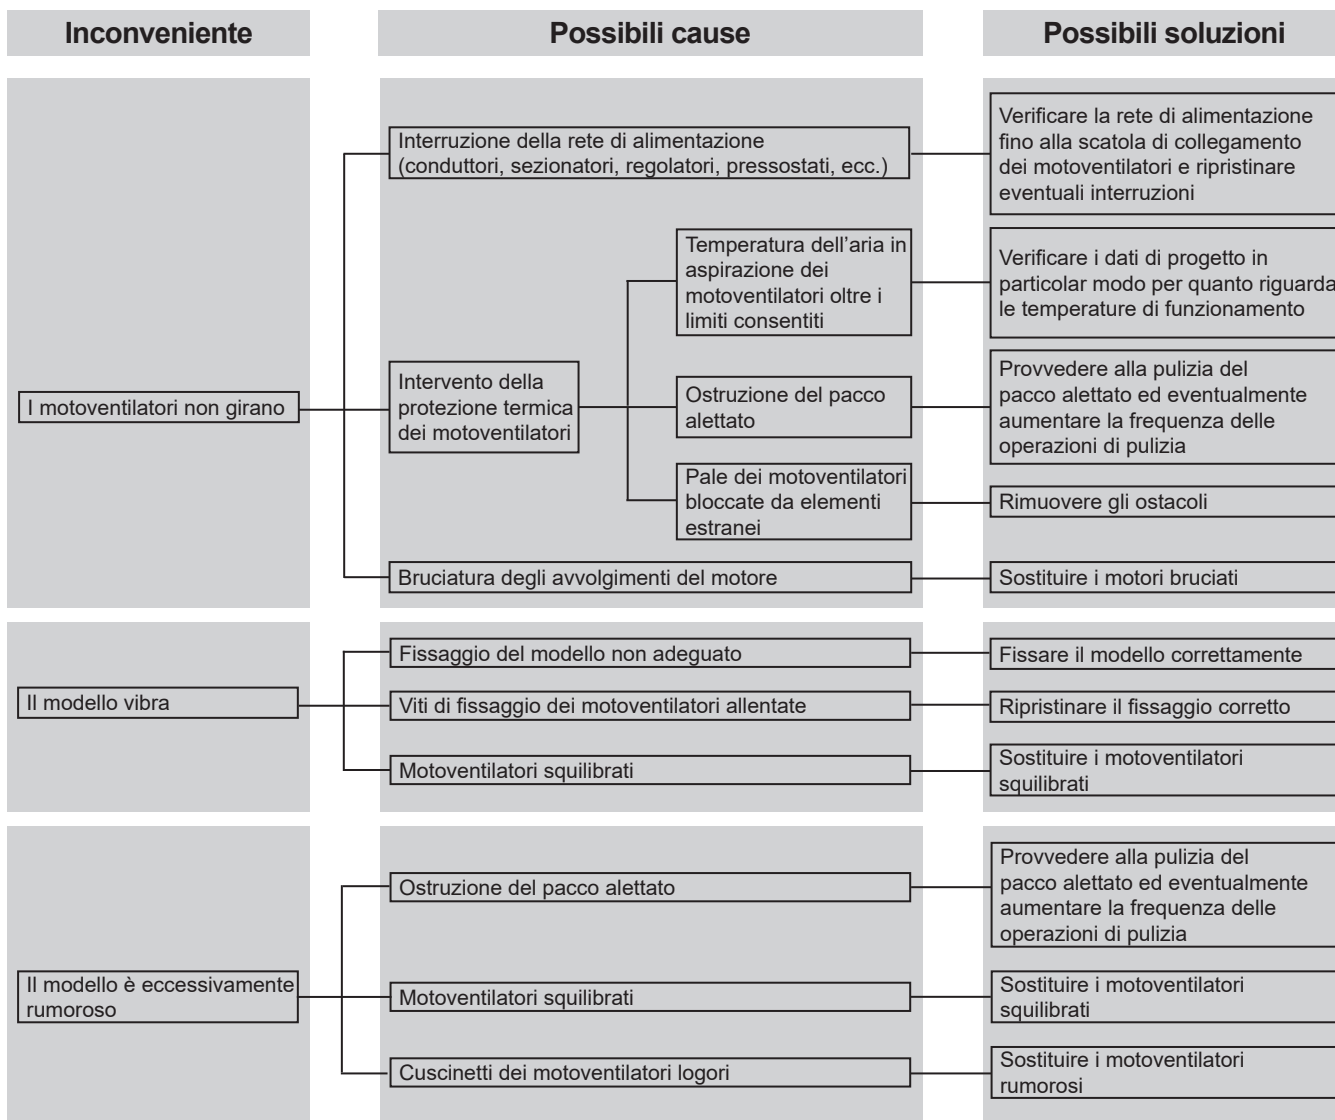 Inconveniente
Possibili cause
Possibili soluzioni
I motoventilatori non girano
Interruzione della rete di alimentazione
(conduttori, sezionatori, regolatori, pressostati, ecc.)
Verificare la rete di alimentazione
fino alla scatola di collegamento
dei motoventilatori e ripristinare
eventuali interruzioni
Intervento della
protezione termica
dei motoventilatori
Temperatura dell’aria in
aspirazione dei
motoventilatori oltre i
limiti consentiti
Verificare i dati di progetto in
particolar modo per quanto riguarda
le temperature di funzionamento
Ostruzione del pacco
alettato
Provvedere alla pulizia del
pacco alettato ed eventualmente
aumentare la frequenza delle
operazioni di pulizia
Pale dei motoventilatori
bloccate da elementi
estranei
Rimuovere gli ostacoli
Bruciatura degli avvolgimenti del motore
Sostituire i motori bruciati
Il modello vibra
Fissaggio del modello non adeguato
Fissare il modello correttamente
Viti di fissaggio dei motoventilatori allentate
Ripristinare il fissaggio corretto
Motoventilatori squilibrati
Sostituire i motoventilatori
squilibrati
Il modello è eccessivamente
rumoroso
Ostruzione del pacco alettato
Provvedere alla pulizia del
pacco alettato ed eventualmente
aumentare la frequenza delle
operazioni di pulizia
Motoventilatori squilibrati
Sostituire i motoventilatori
squilibrati
Cuscinetti dei motoventilatori logori
Sostituire i motoventilatori
rumorosi